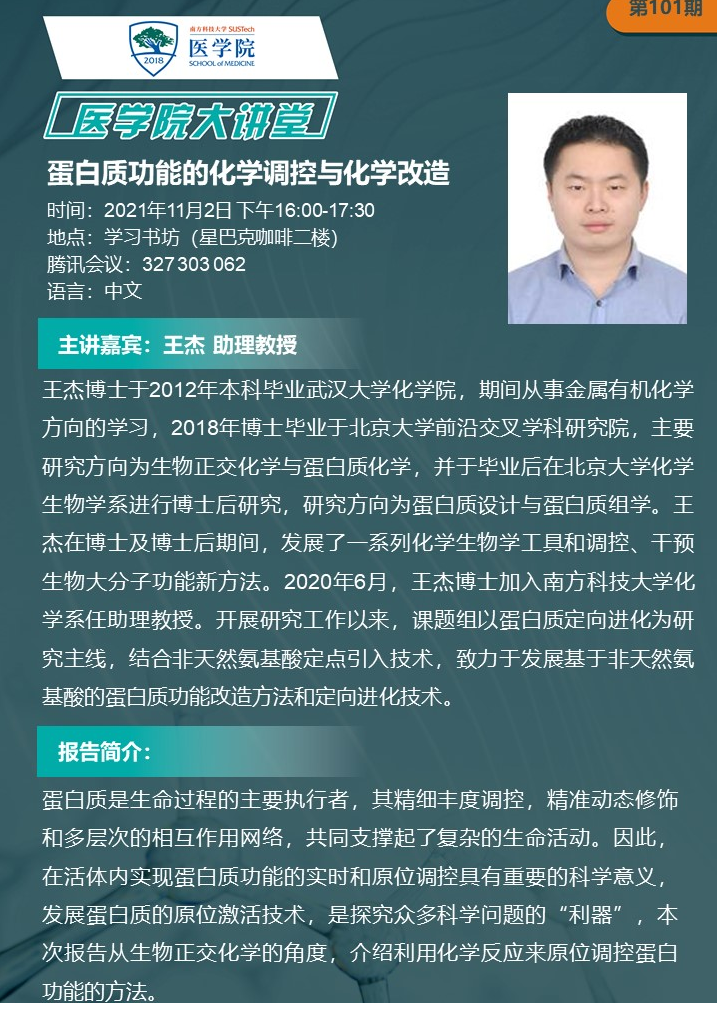 第101期
南方科技大学 SUSTech
医学院
SCHOOL of MEDICINE
2018
医学院大讲堂
蛋白质功能的化学调控与化学改造
时间：2021年11月2日 下午16:00-17:30
地点：学习书坊（星巴克咖啡二楼）
腾讯会议：327 303 062
语言：中文
主讲嘉宾：王杰 助理教授
王杰博士于2012年本科毕业武汉大学化学院，期间从事金属有机化学
方向的学习，2018年博士毕业于北京大学前沿交叉学科研究院，主要
研究方向为生物正交化学与蛋白质化学，并于毕业后在北京大学化学
生物学系进行博士后研究，研究方向为蛋白质设计与蛋白质组学。王
杰在博士及博士后期间，发展了一系列化学生物学工具和调控、干预
生物大分子功能新方法。2020年6月，王杰博士加入南方科技大学化
学系任助理教授。开展研究工作以来，课题组以蛋白质定向进化为研
究主线，结合非天然氨基酸定点引入技术，致力于发展基于非天然氨
基酸的蛋白质功能改造方法和定向进化技术。
报告简介：
蛋白质是生命过程的主要执行者，其精细丰度调控，精准动态修饰
和多层次的相互作用网络，共同支撑起了复杂的生命活动。因此，
在活体内实现蛋白质功能的实时和原位调控具有重要的科学意义，
发展蛋白质的原位激活技术，是探究众多科学问题的“利器”，本
次报告从生物正交化学的角度，介绍利用化学反应来原位调控蛋白
功能的方法。